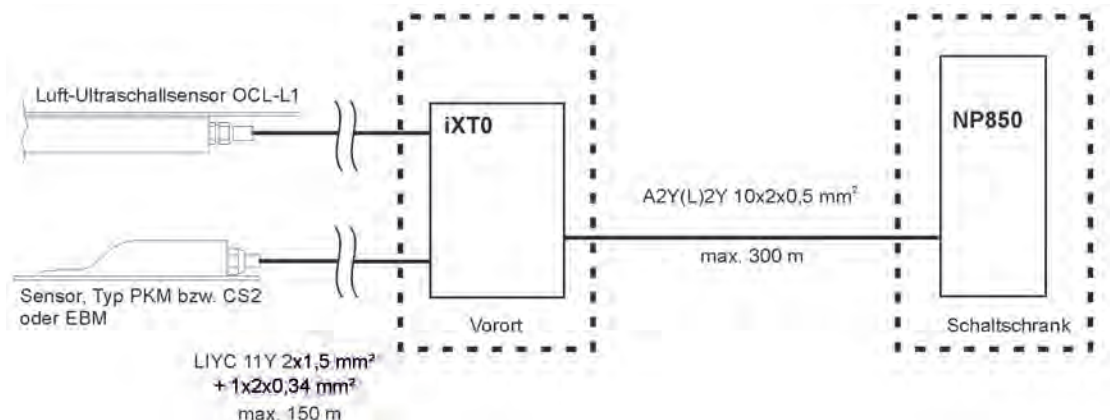 Luft-Ultraschallsensor OCL-L1
iXT0
NP850
A2Y(L)2Y 10x2x0,5 mm²
max. 300 m
Sensor, Typ PKM bzw. CS2
oder EBM
Vorort
Schaltschrank
LIYC 11Y 2x1,5 mm²
+ 1x2x0,34 mm²
max. 150 m